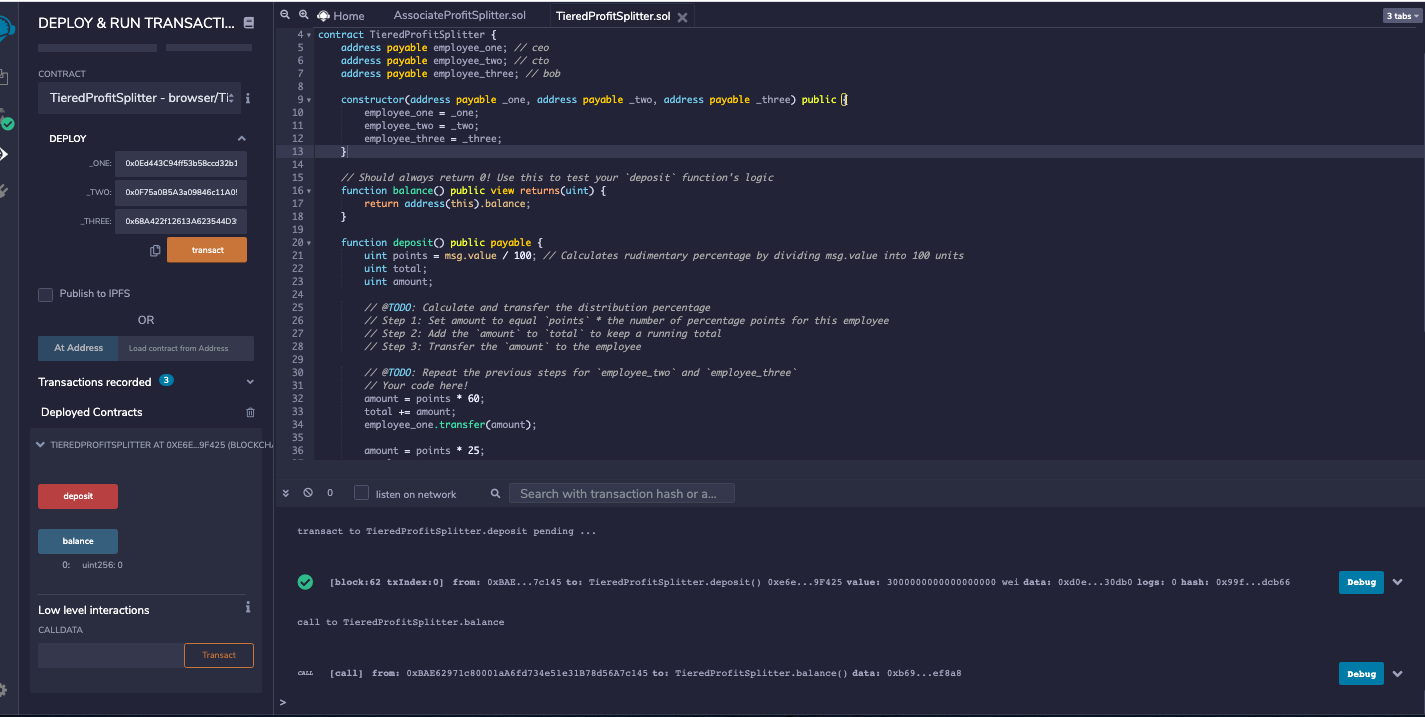 DEPLOY & RUN TRANSACTI...
CONTRACT
TieredProfitSplitter - browser/Ti
DEPLOY
_ONE: 0x0Ed443C94ff53b58ccd32b1
_TWO: 0x0F75a0B5A3a09846c11A0
_THREE: 0x68A422f12613A623544D3
transact
Publish to IPFS
OR
At Address Load contract from Address
Transactions recorded 3
Deployed Contracts
TIEREDPROFITSPLITTER AT 0XE6E...9F425 (BLOCKCHA
deposit
balance
0: uint256: 0
Low level interactions
CALLDATA
Transact
Home AssociateProfitSplitter.sol TieredProfitSplitter.sol 3 tabs
4 contract TieredProfitSplitter {
5 address payable employee_one; // ceo
6 address payable employee_two; // cto
7 address payable employee_three; // bob
8
9 constructor(address payable _one, address payable _two, address payable _three) public {
10 employee_one = _one;
11 employee_two = _two;
12 employee_three = _three;
13 }
14
15 // Should always return 0! Use this to test your `deposit` function's logic
16 function balance() public view returns(uint) {
17 return address(this).balance;
18 }
19
20 function deposit() public payable {
21 uint points = msg.value / 100; // Calculates rudimentary percentage by dividing msg.value into 100 units
22 uint total;
23 uint amount;
24
25 // @TODO: Calculate and transfer the distribution percentage
26 // Step 1: Set amount to equal `points` * the number of percentage points for this employee
27 // Step 2: Add the `amount` to `total` to keep a running total
28 // Step 3: Transfer the `amount` to the employee
29
30 // @TODO: Repeat the previous steps for `employee_two` and `employee_three`
31 // Your code here!
32 amount = points * 60;
33 total += amount;
34 employee_one.transfer(amount);
35
36 amount = points * 25;
0 listen on network Search with transaction hash or a...
transact to TieredProfitSplitter.deposit pending ...
[block:62 txIndex:0] from: 0xBAE...7c145 to: TieredProfitSplitter.deposit() 0xe6e...9F425 value: 3000000000000000000 wei data: 0xd0e...30db0 logs: 0 hash: 0x99f...dcb66 Debug
call to TieredProfitSplitter.balance
CALL [call] from: 0xBAE62971c80001aA6fd734e51e31B78d56A7c145 to: TieredProfitSplitter.balance() data: 0xb69...ef8a8 Debug
>